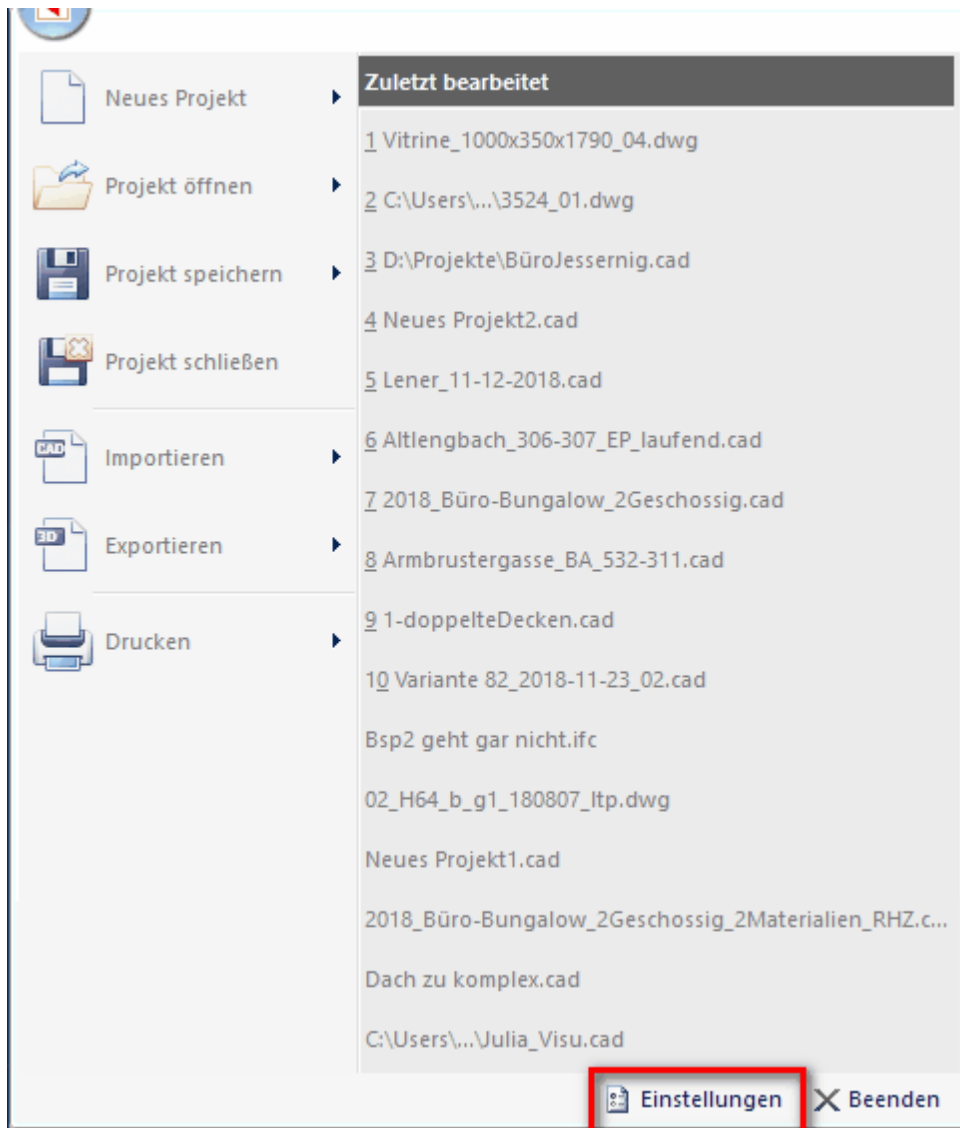 Neues Projekt
Projekt öffnen
Projekt speichern
Projekt schließen
CAD
Importieren
3D
Exportieren
Drucken
Zuletzt bearbeitet
1 Vitrine_1000x350x1790_04.dwg
2 C:\Users\...\3524_01.dwg
3 D:\Projekte\BüroJessernig.cad
4 Neues Projekt2.cad
5 Lener_11-12-2018.cad
6 Altlengbach_306-307_EP_laufend.cad
7 2018_Büro-Bungalow_2Geschossig.cad
8 Armbrustergasse_BA_532-311.cad
9 1-doppelteDecken.cad
10 Variante 82_2018-11-23_02.cad
Bsp2 geht gar nicht.ifc
02_H64_b_g1_180807_ltp.dwg
Neues Projekt1.cad
2018_Büro-Bungalow_2Geschossig_2Materialien_RHZ.c...
Dach zu komplex.cad
C:\Users\...\Julia_Visu.cad
Einstellungen
Beenden